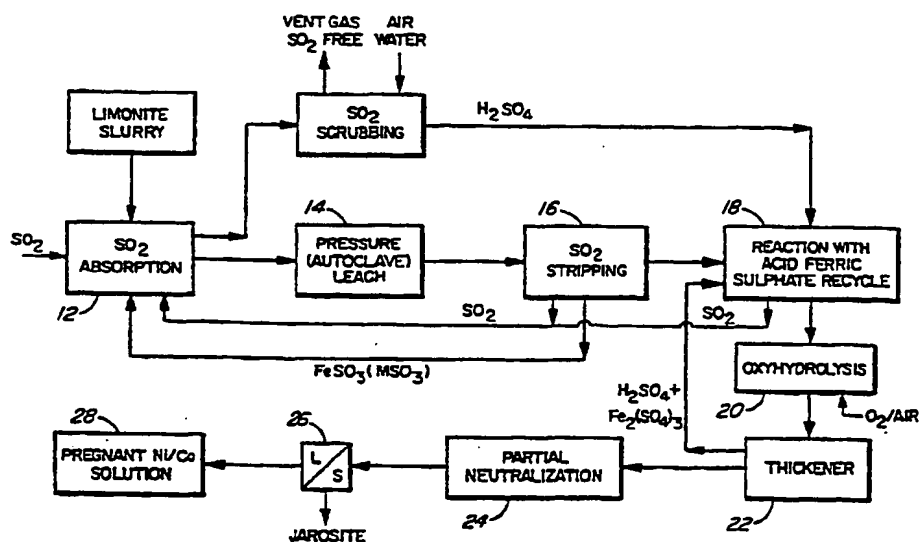 VENT GAS
SO2 FREE
AIR
WATER
LIMONITE
SLURRY
SO2
SCRUBBING
H2SO4
14
16
18
SO2
SO2
ABSORPTION
12
PRESSURE
(AUTOCLAVE)
LEACH
SO2
STRIPPING
REACTION WITH
ACID FERRIC
SULPHATE RECYCLE
SO2
SO2
FeSO3(MSO3)
OXYHYDROLYSIS
20
O2/AIR
H2SO4+
Fe2(SO4)3
28
PREGNANT Ni/Co
SOLUTION
26
L
S
JAROSITE
PARTIAL
NEUTRALIZATION
24
THICKENER
22